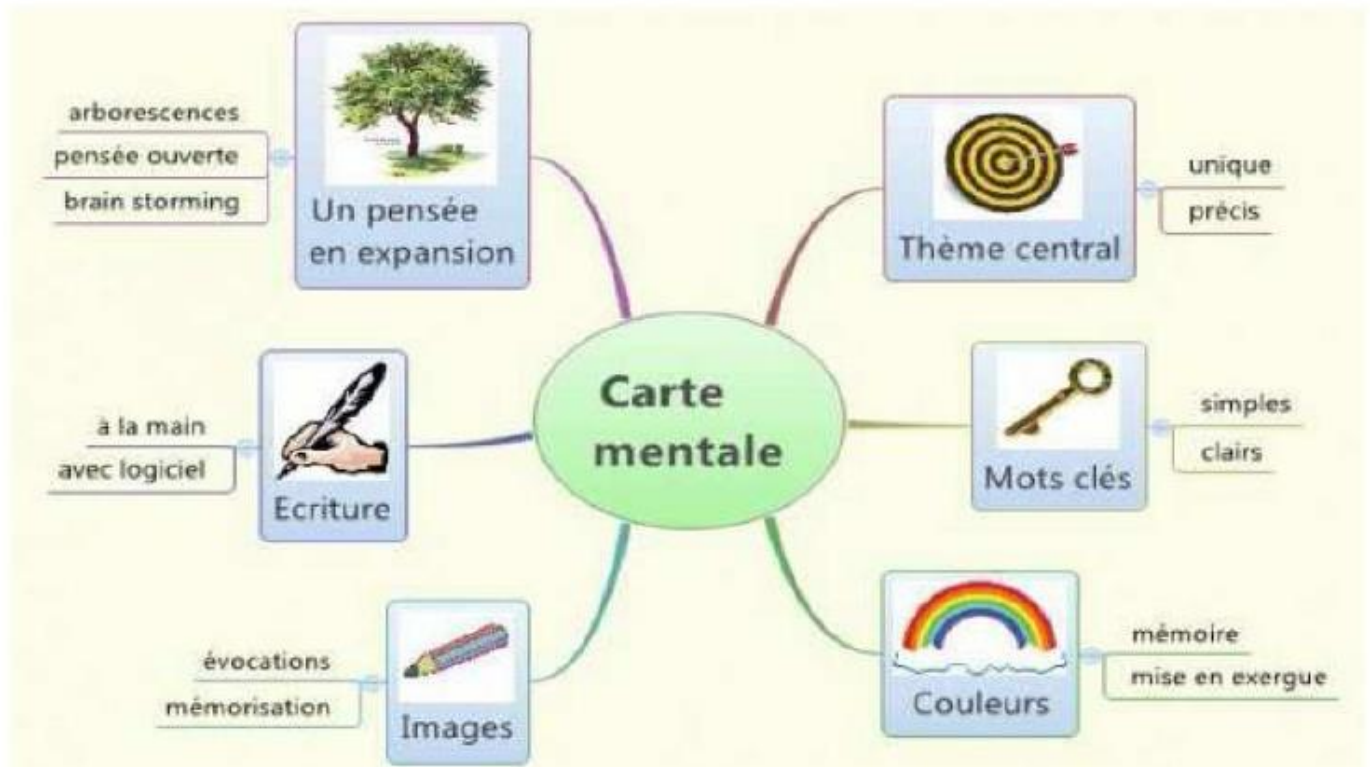 Carte
mentale
Thème central
unique
précis
Mots clés
simples
clairs
Couleurs
mémoire
mise en exergue
Images
évocations
mémorisation
Ecriture
à la main
avec logiciel
Un pensée
en expansion
arborescences
pensée ouverte
brain storming